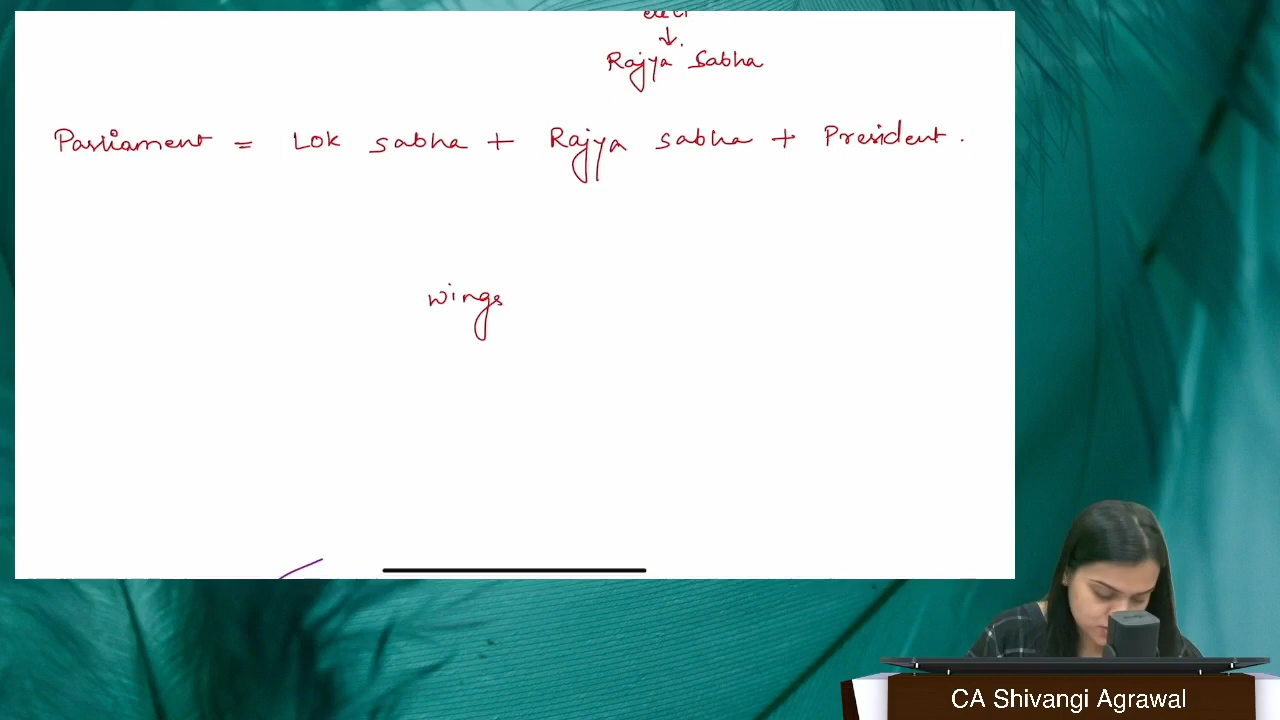 Rajya Sabha
Parliament = Lok sabha + Rajya sabha + President.
wings
CA Shivangi Agrawal